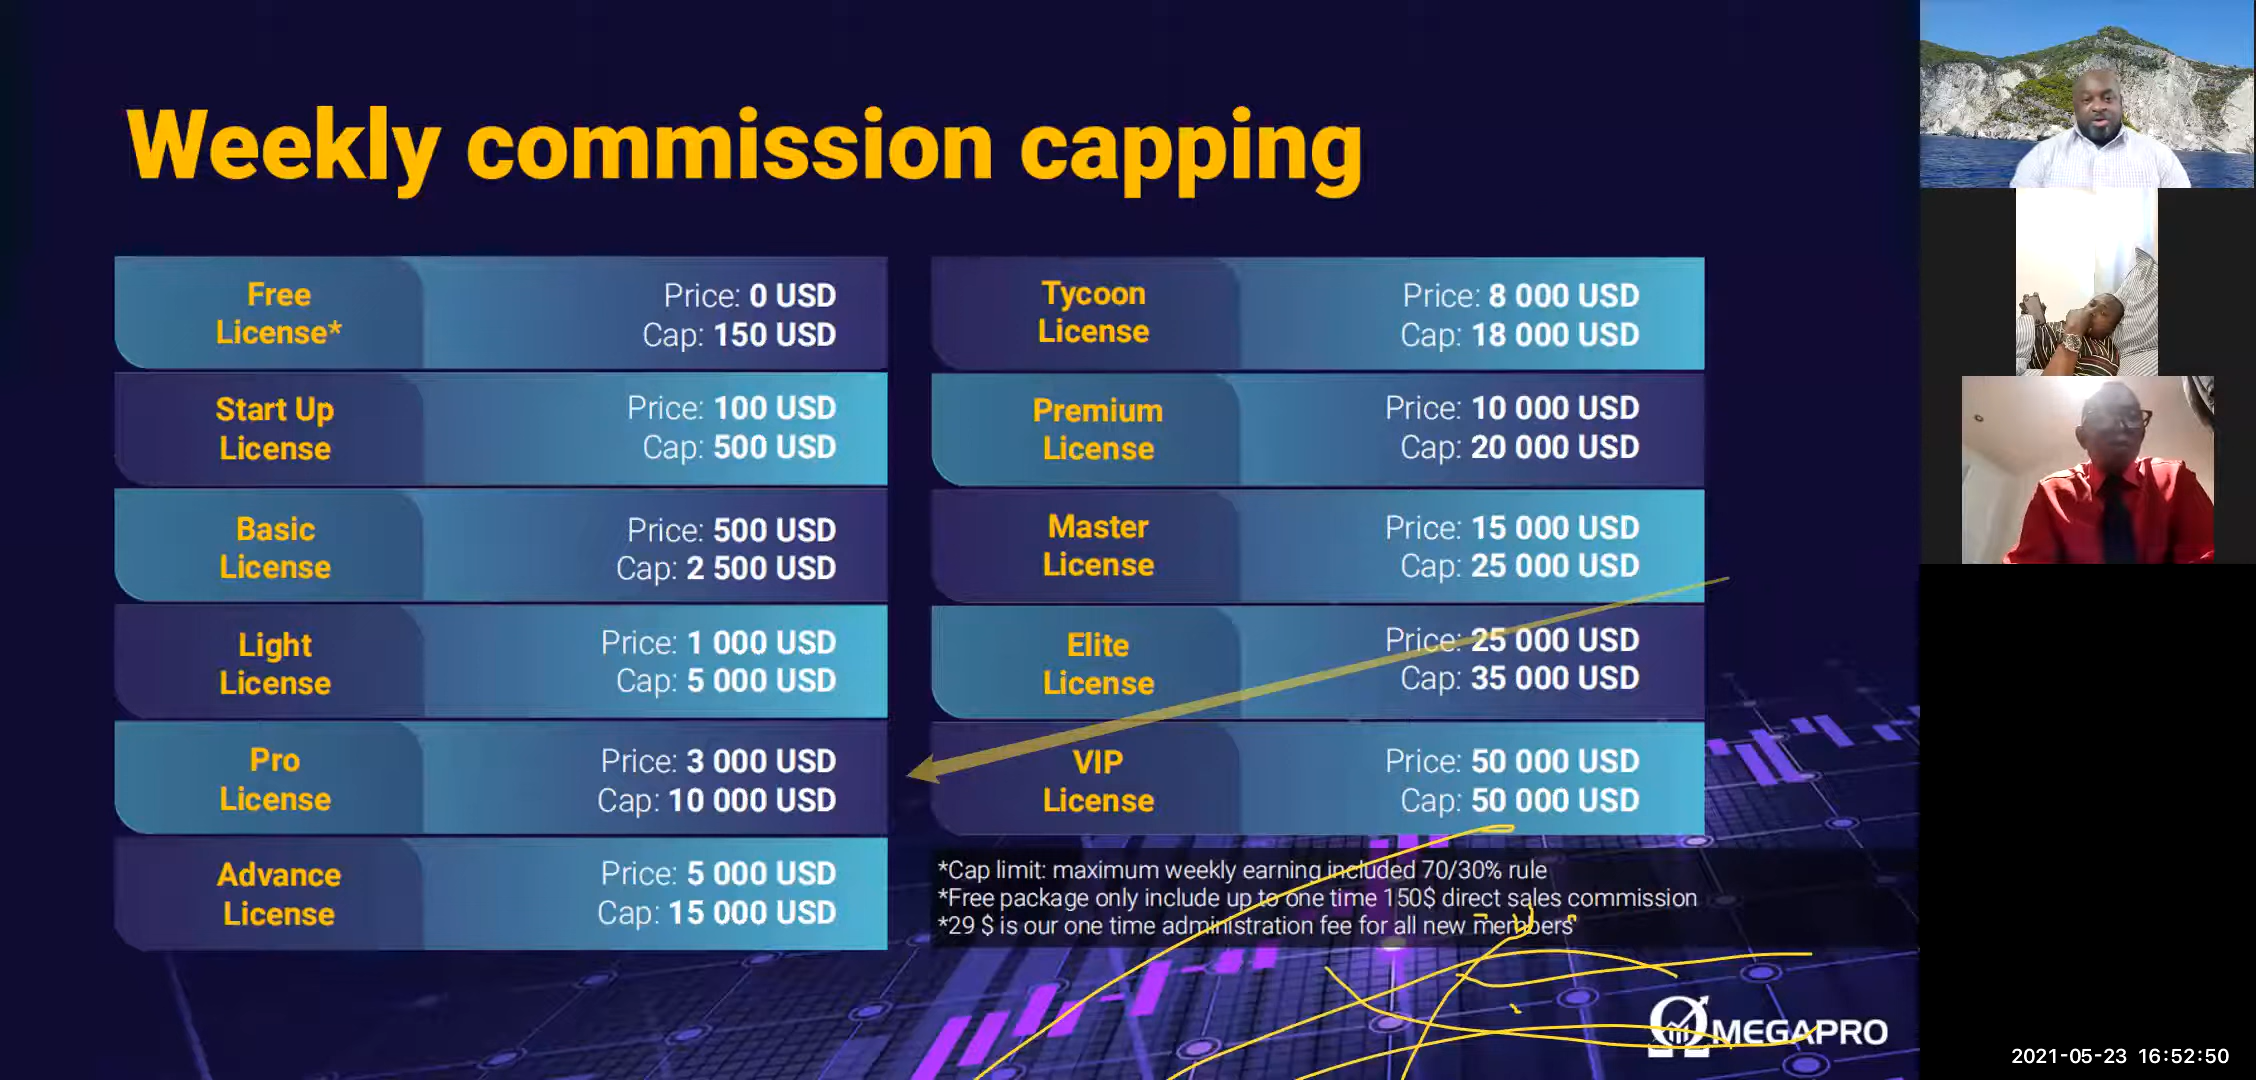 Weekly commission capping
Free
License*
Price: 0 USD
Cap: 150 USD
Start Up
License
Price: 100 USD
Cap: 500 USD
Basic
License
Price: 500 USD
Cap: 2 500 USD
Light
License
Price: 1 000 USD
Cap: 5 000 USD
Pro
License
Price: 3 000 USD
Cap: 10 000 USD
Advance
License
Price: 5 000 USD
Cap: 15 000 USD
Tycoon
License
Price: 8 000 USD
Cap: 18 000 USD
Premium
License
Price: 10 000 USD
Cap: 20 000 USD
Master
License
Price: 15 000 USD
Cap: 25 000 USD
Elite
License
Price: 25 000 USD
Cap: 35 000 USD
VIP
License
Price: 50 000 USD
Cap: 50 000 USD
*Cap limit: maximum weekly earning included 70/30% rule
*Free package only include up to one time 150$ direct sales commission
*29 $ is our one time administration fee for all new members
ΩMEGAPRO
2021-05-23 16:52:50